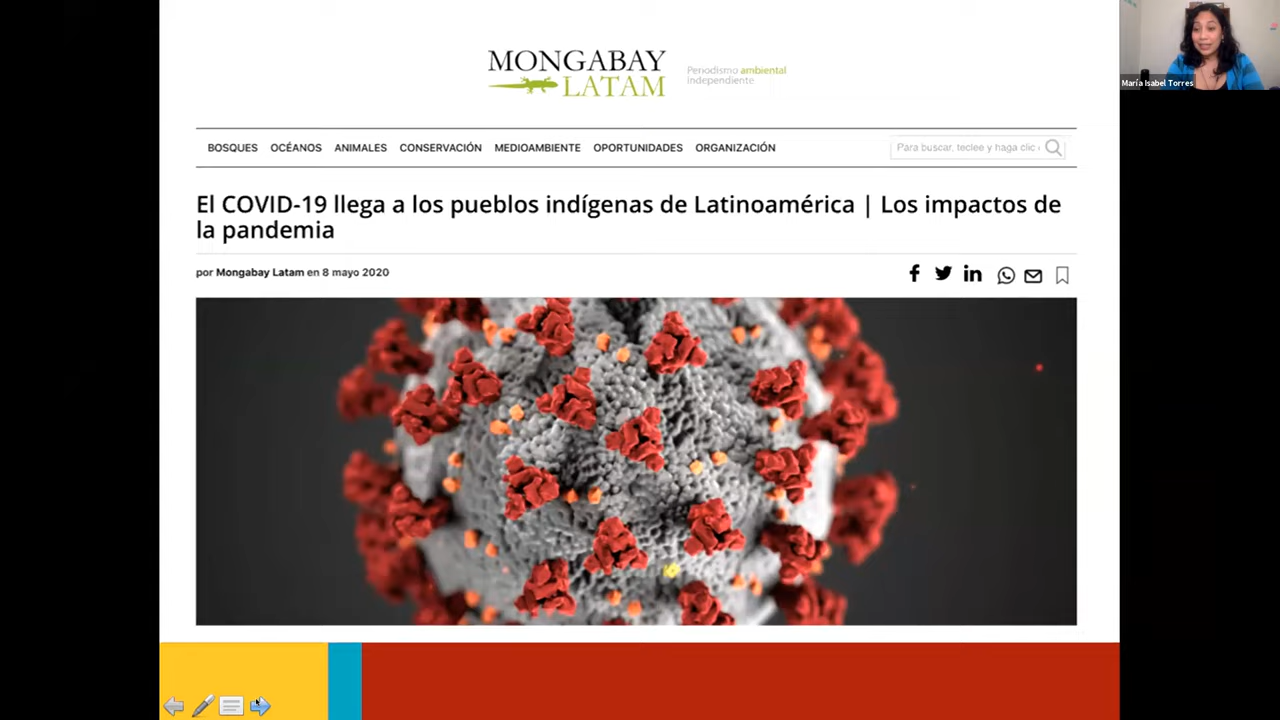 MONGABAY
LATAM
Periodismo ambiental
independiente
BOSQUES OCÉANOS ANIMALES CONSERVACIÓN MEDIOAMBIENTE OPORTUNIDADES ORGANIZACIÓN
Para buscar, teclee y haga clic
El COVID-19 llega a los pueblos indígenas de Latinoamérica | Los impactos de
la pandemia
por Mongabay Latam en 8 mayo 2020
María Isabel Torres